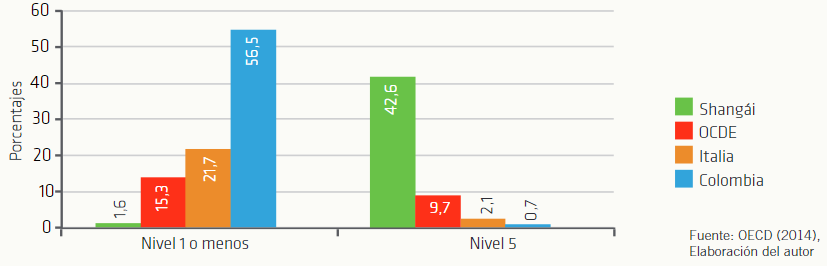 60
50
40
30
20
10
0
Porcentajes
1,6
15,3
21,7
56,5
42,6
9,7
2,1
0,7
Nivel 1 o menos
Nivel 5
Shangái
OCDE
Italia
Colombia
Fuente: OECD (2014),
Elaboración del autor